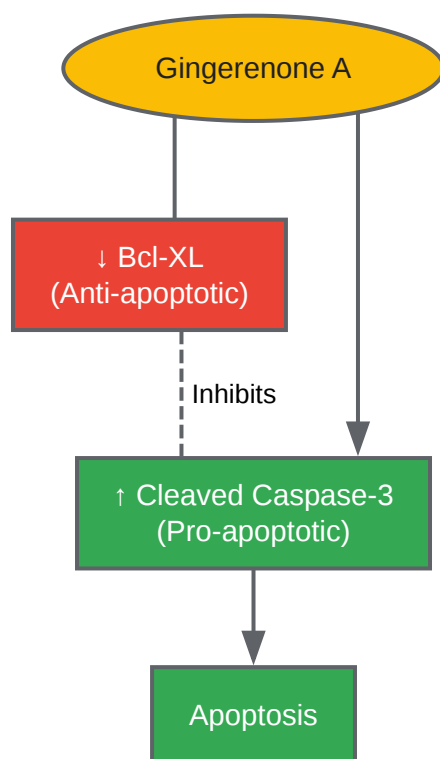 Gingerenone A
↓ Bcl-XL
(Anti-apoptotic)
Inhibits
↑ Cleaved Caspase-3
(Pro-apoptotic)
Apoptosis